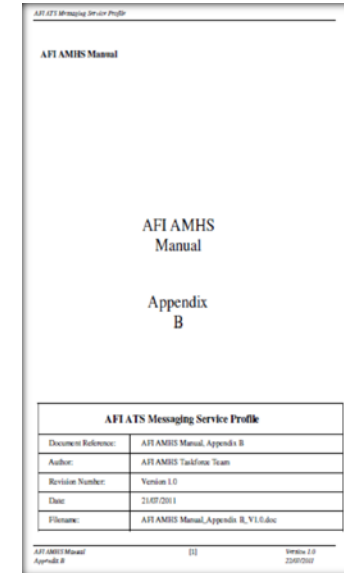 AFI ATS Messaging Service Profile
AFI AMHS Manual
AFI AMHS
Manual
Appendix
B
AFI ATS Messaging Service Profile
Document Reference: AFI AMHS Manual, Appendix B
Author: AFI AMHS Taskforce Team
Revision Number: Version 1.0
Date: 21/07/2011
Filename: AFI AMHS Manual_Appendix B_V1.0.doc
AFI AMHS Manual [1] Version 1.0
Appendix B 21/07/2011